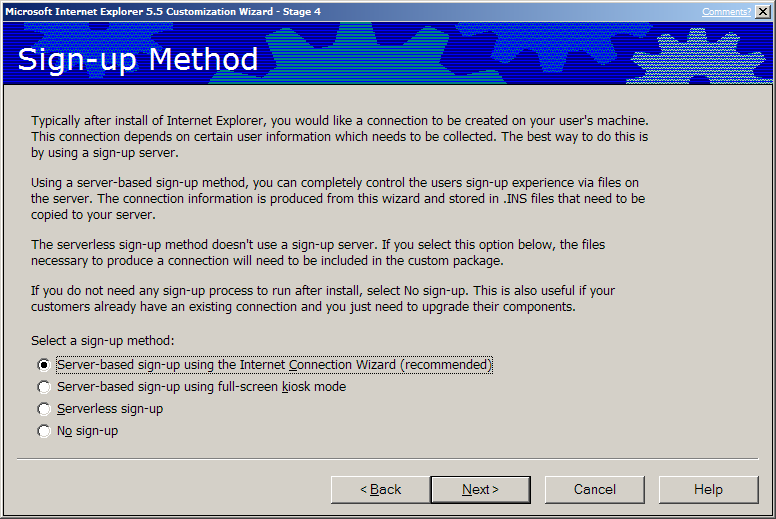 Microsoft Internet Explorer 5.5 Customization Wizard - Stage 4
Comments?
Sign-up Method
Typically after install of Internet Explorer, you would like a connection to be created on your user's machine.
This connection depends on certain user information which needs to be collected. The best way to do this is
by using a sign-up server.
Using a server-based sign-up method, you can completely control the users sign-up experience via files on
the server. The connection information is produced from this wizard and stored in .INS files that need to be
copied to your server.
The serverless sign-up method doesn't use a sign-up server. If you select this option below, the files
necessary to produce a connection will need to be included in the custom package.
If you do not need any sign-up process to run after install, select No sign-up. This is also useful if your
customers already have an existing connection and you just need to upgrade their components.
Select a sign-up method:
Server-based sign-up using the Internet Connection Wizard (recommended)
Server-based sign-up using full-screen kiosk mode
Serverless sign-up
No sign-up
< Back
Next >
Cancel
Help